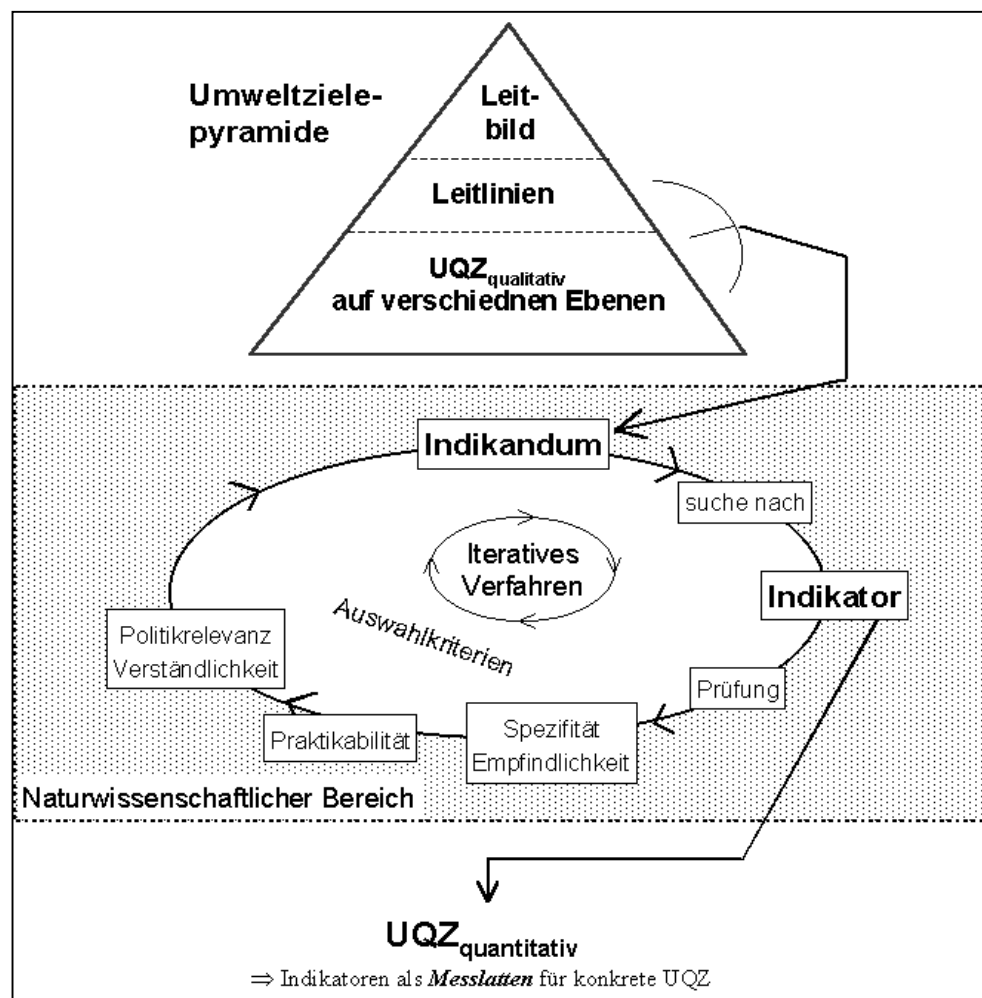 Umweltziele-
pyramide
Leit-
bild
Leitlinien
UQZqualitativ
auf verschiednen Ebenen
Indikandum
suche nach
Iteratives
Verfahren
Indikator
Auswahlkriterien
Politikrelevanz
Verständlichkeit
Prüfung
Spezifität
Empfindlichkeit
Praktikabilität
Naturwissenschaftlicher Bereich
UQZquantitativ
⇒ Indikatoren als Messlatten für konkrete UQZ